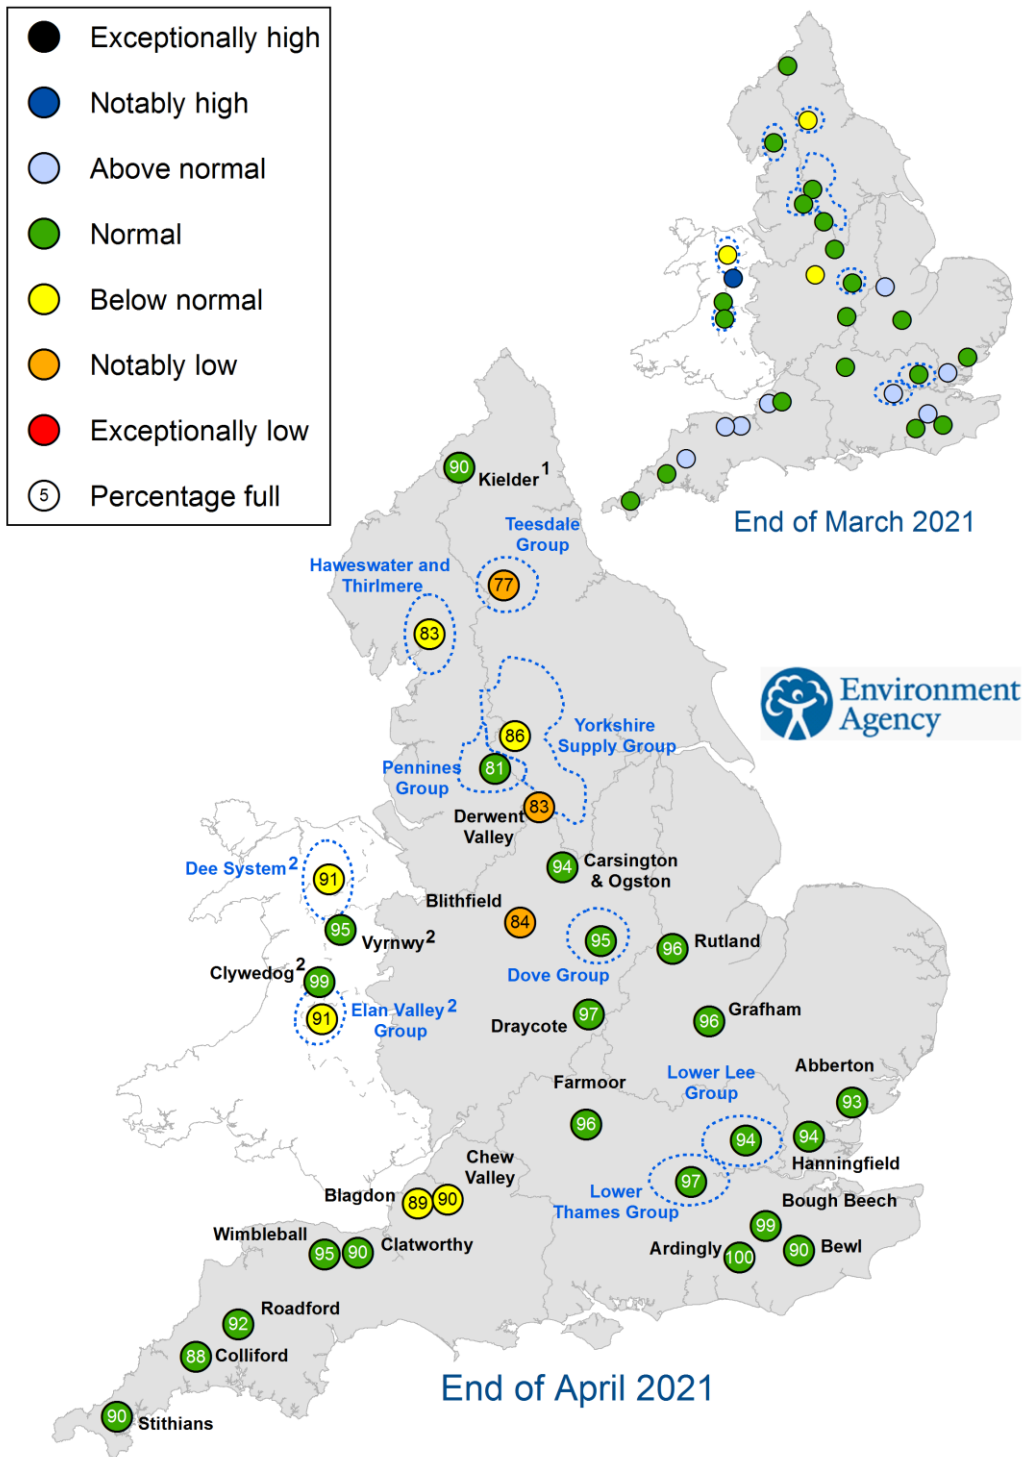 Exceptionally high
Notably high
Above normal
Normal
Below normal
Notably low
Exceptionally low
5 Percentage full
End of March 2021
90
Kielder 1
Teesdale
Group
77
Haweswater and
Thirlmere
83
Environment
Agency
86
Yorkshire
Supply Group
Pennines
Group
81
Derwent
Valley
83
94
Carsington
& Ogston
Dee System 2
91
Blithfield
84
95
Vyrnwy 2
95
Dove Group
96
Rutland
Clywedog 2
99
91
Elan Valley 2
Group
Draycote
97
96
Grafham
Farmoor
96
Lower Lee
Group
94
Abberton
93
94
Hanningfield
Chew
Valley
Blagdon
89
90
97
Lower
Thames Group
Bough Beech
99
Wimbleball
95
90
Clatworthy
Ardingly
100
90
Bewl
Roadford
92
88
Colliford
End of April 2021
90
Stithians